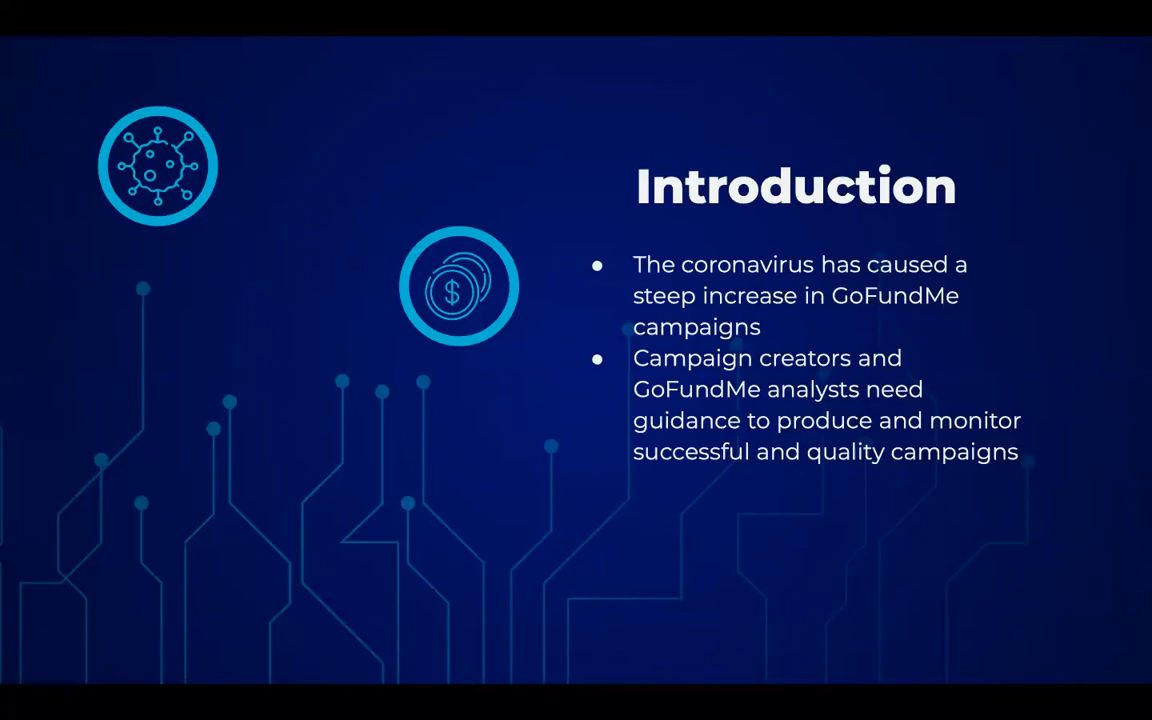 Introduction
● The coronavirus has caused a
steep increase in GoFundMe
campaigns
● Campaign creators and
GoFundMe analysts need
guidance to produce and monitor
successful and quality campaigns
$